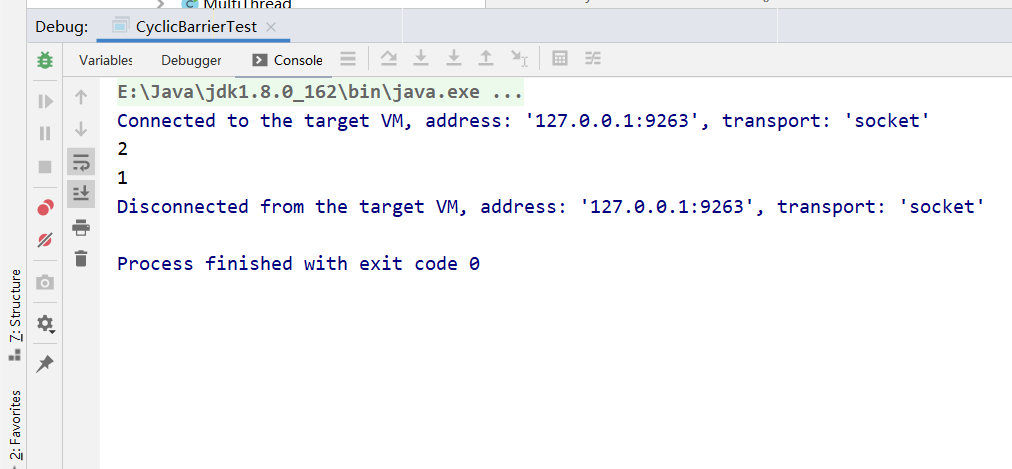 MultiThread
Debug: CyclicBarrierTest
Variables Debugger Console
E:\Java\jdk1.8.0_162\bin\java.exe ...
Connected to the target VM, address: '127.0.0.1:9263', transport: 'socket'
2
1
Disconnected from the target VM, address: '127.0.0.1:9263', transport: 'socket'
Process finished with exit code 0
7: Structure
2: Favorites